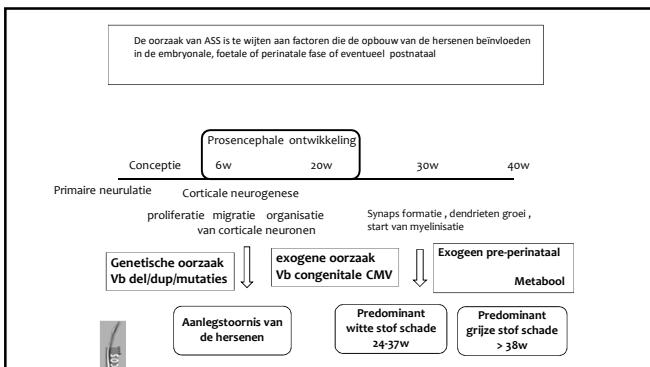 De oorzaak van ASS is te wijten aan factoren die de opbouw van de hersenen beïnvloeden
in de embryonale, foetale of perinatale fase of eventueel postnataal
Prosencephale ontwikkeling
Conceptie 6w 20w 30w 40w
Primaire neurulatie Corticale neurogenese
proliferatie migratie organisatie
van corticale neuronen
Synaps formatie , dendrieten groei ,
start van myelinisatie
Genetische oorzaak
Vb del/dup/mutaties
exogene oorzaak
Vb congenitale CMV
Exogeen pre-perinataal
Metabool
Aanlegstoornis van
de hersenen
Predominant
witte stof schade
24-37w
Predominant
grijze stof schade
> 38w